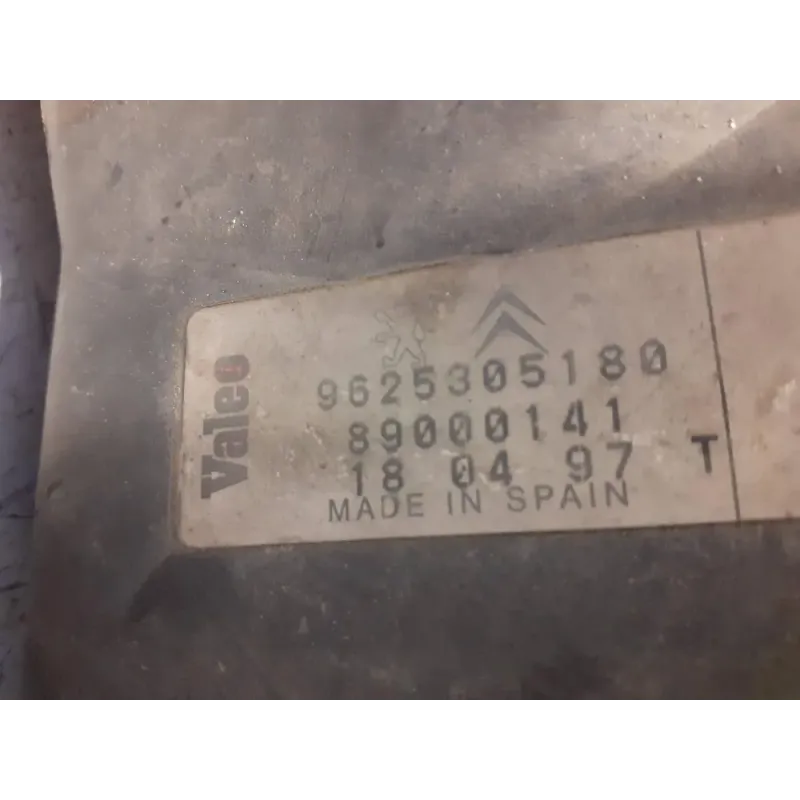 Valeo
9625305180
89000141
18 04 97 T
MADE IN SPAIN